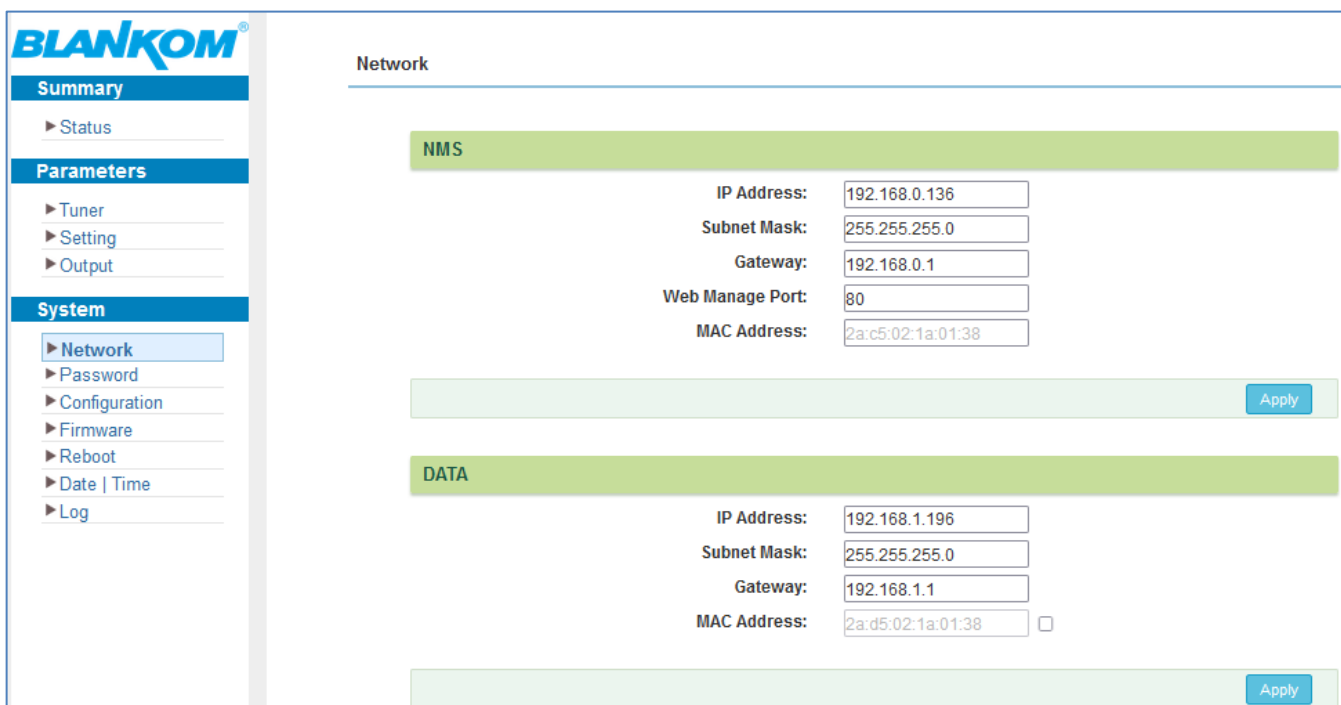 BLANKOM®
Summary
Status
Parameters
Tuner
Setting
Output
System
Network
Password
Configuration
Firmware
Reboot
Date | Time
Log
Network
NMS
IP Address: 192.168.0.136
Subnet Mask: 255.255.255.0
Gateway: 192.168.0.1
Web Manage Port: 80
MAC Address: 2a:c5:02:1a:01:38
Apply
DATA
IP Address: 192.168.1.196
Subnet Mask: 255.255.255.0
Gateway: 192.168.1.1
MAC Address: 2a:d5:02:1a:01:38
Apply